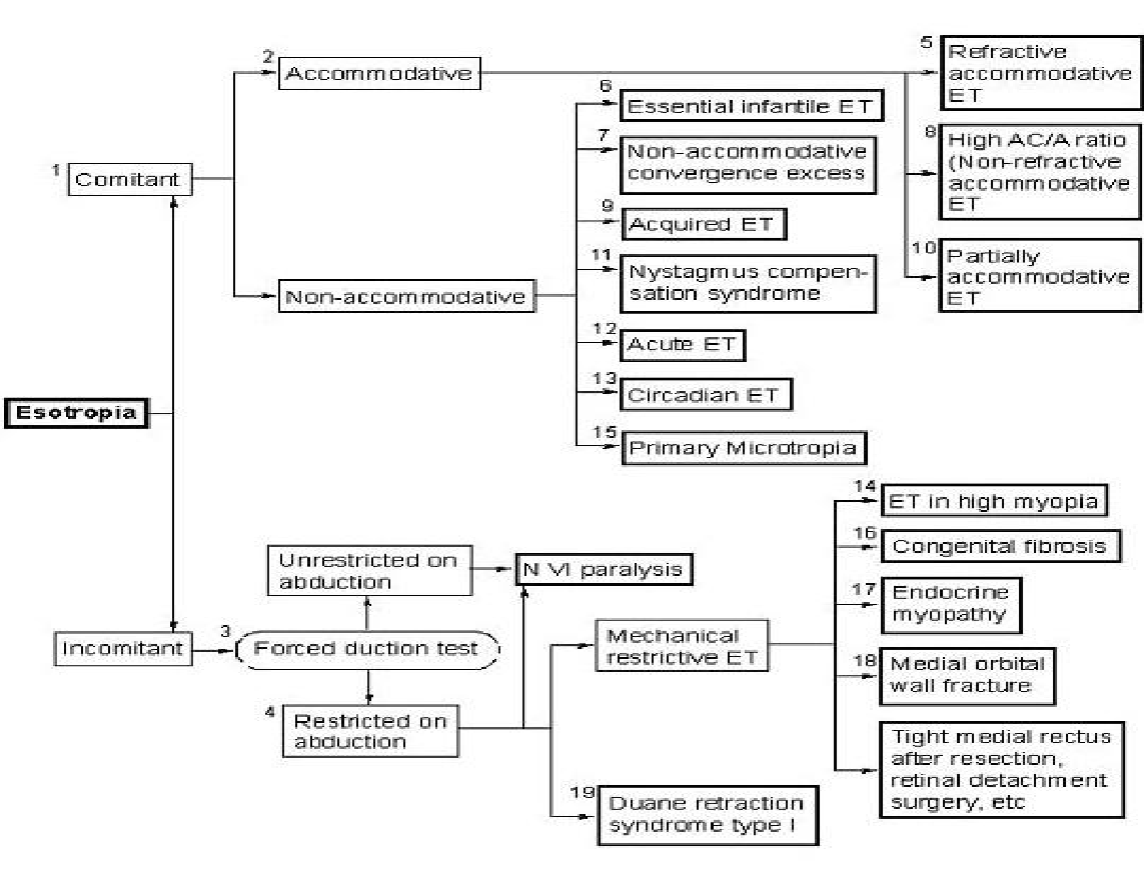 5
Refractive
accommodative
ET
2
Accommodative
6
Essential infantile ET
7
Non-accommodative
convergence excess
8
High AC/A ratio
(Non-refractive
accommodative
ET
1
Comitant
9
Acquired ET
10
Partially
accommodative
ET
11
Nystagmus compen-
sation syndrome
Non-accommodative
12
Acute ET
13
Circadian ET
Esotropia
15
Primary Microtropia
14
ET in high myopia
16
Congenital fibrosis
Unrestricted on
abduction
N VI paralysis
17
Endocrine
myopathy
Incomitant
3
Forced duction test
Mechanical
restrictive ET
18
Medial orbital
wall fracture
4
Restricted on
abduction
Tight medial rectus
after resection,
retinal detachment
surgery, etc
19
Duane retraction
syndrome type I